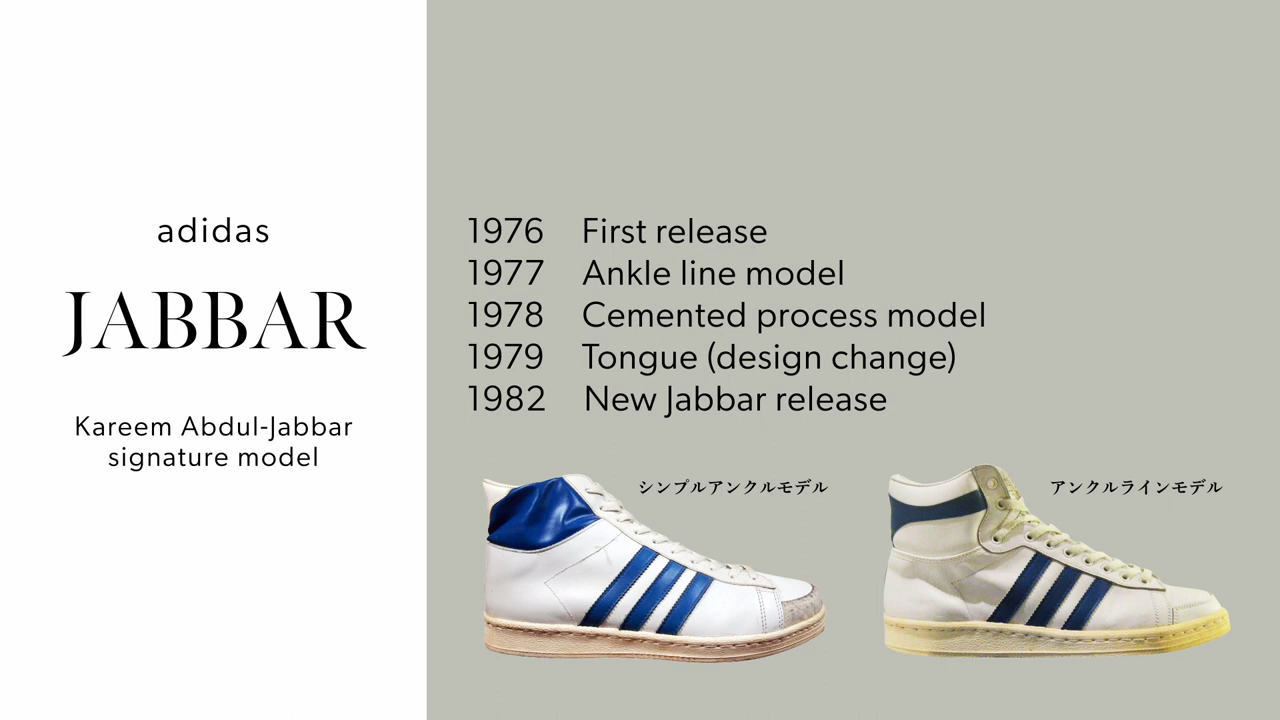 adidas
JABBAR
Kareem Abdul-Jabbar
signature model
1976 First release
1977 Ankle line model
1978 Cemented process model
1979 Tongue (design change)
1982 New Jabbar release
シンプルアンクルモデル
アンクルラインモデル